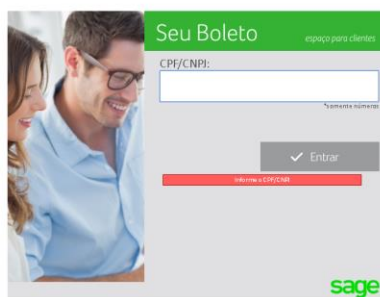 Seu Boleto
espaço para clientes
CPF/CNPJ:
*somente números
Entrar
Informe o CPF/CNPJ
sage